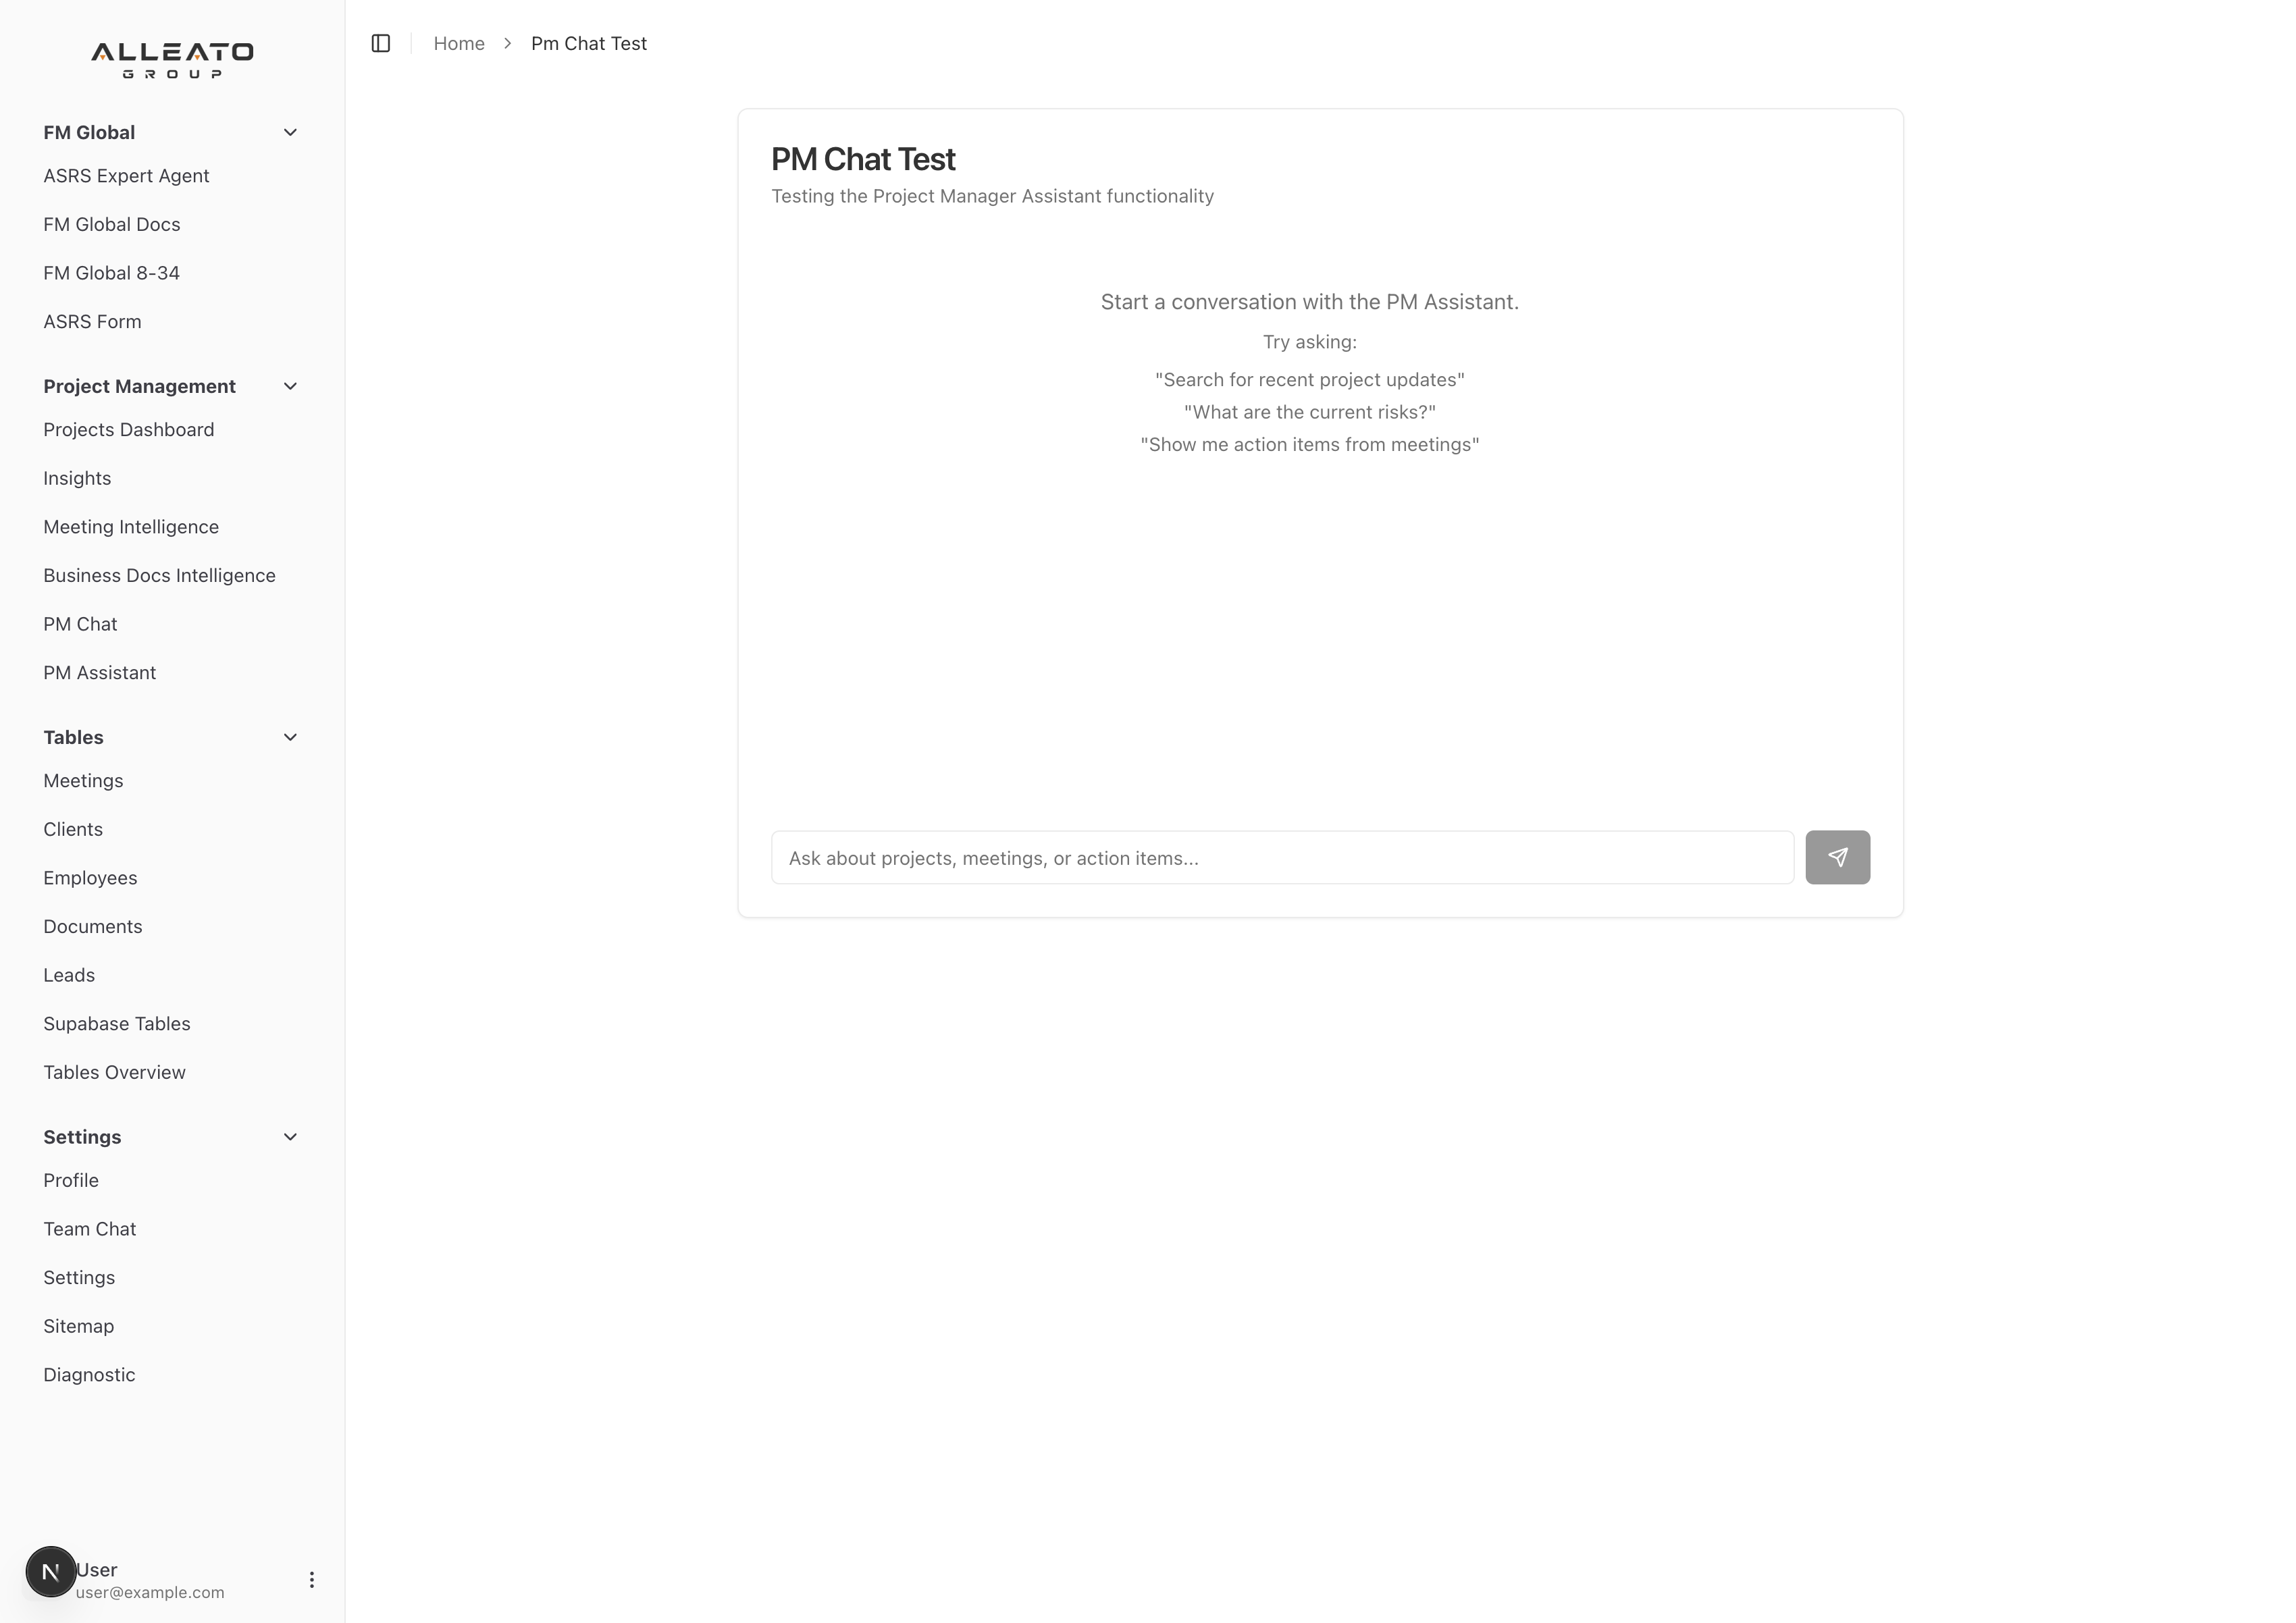 ALLEATO
GROUP
FM Global
ASRS Expert Agent
FM Global Docs
FM Global 8-34
ASRS Form
Project Management
Projects Dashboard
Insights
Meeting Intelligence
Business Docs Intelligence
PM Chat
PM Assistant
Tables
Meetings
Clients
Employees
Documents
Leads
Supabase Tables
Tables Overview
Settings
Profile
Team Chat
Settings
Sitemap
Diagnostic
N
User
user@example.com
Home > Pm Chat Test
PM Chat Test
Testing the Project Manager Assistant functionality
Start a conversation with the PM Assistant.
Try asking:
"Search for recent project updates"
"What are the current risks?"
"Show me action items from meetings"
Ask about projects, meetings, or action items...